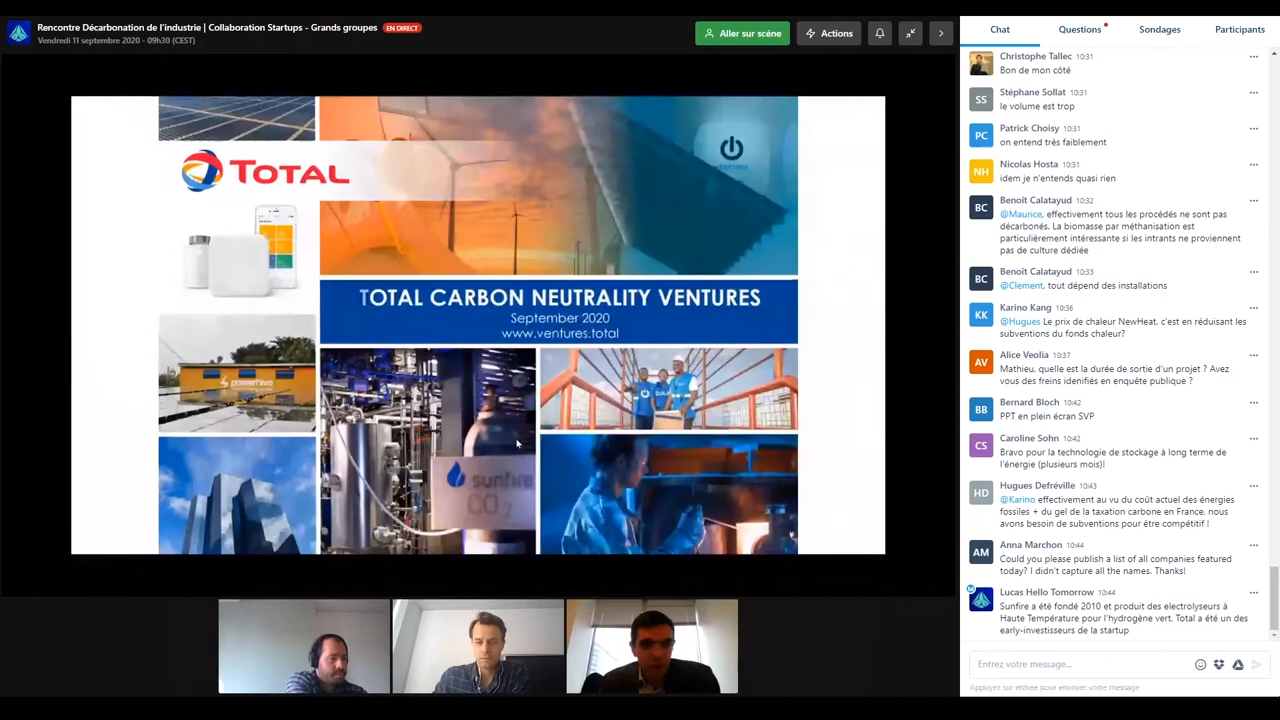 Rencontre Décarbonation de l'industrie | Collaboration Startups - Grands groupes
EN DIRECT
Vendredi 11 septembre 2020 - 09h30 (CEST)
Aller sur scène
Actions
Chat
Questions
Sondages
Participants
TOTAL
TOTAL CARBON NEUTRALITY VENTURES
September 2020
www.ventures.total
powerhive
sunfire
Christophe Tallec 10:31
Bon de mon côté
SS
Stéphane Sollat 10:31
le volume est trop
PC
Patrick Choisy 10:31
on entend très faiblement
NH
Nicolas Hosta 10:31
idem je n'entends quasi rien
BC
Benoît Calatayud 10:32
@Maurice, effectivement tous les procédés ne sont pas
décarbonés. La biomasse par méthanisation est
particulièrement intéressante si les intrants ne proviennent
pas de culture dédiée
BC
Benoît Calatayud 10:33
@Clement, tout dépend des installations
KK
Karino Kang 10:36
@Hugues Le prix de chaleur NewHeat, c'est en réduisant les
subventions du fonds chaleur?
AV
Alice Veolia 10:37
Mathieu, quelle est la durée de sortie d'un projet ? Avez
vous des freins idenifiés en enquête publique ?
BB
Bernard Bloch 10:42
PPT en plein écran SVP
CS
Caroline Sohn 10:42
Bravo pour la technologie de stockage à long terme de
l'énergie (plusieurs mois)!
HD
Hugues Defréville 10:43
@Karino effectivement au vu du coût actuel des énergies
fossiles + du gel de la taxation carbone en France, nous
avons besoin de subventions pour être compétitif !
AM
Anna Marchon 10:44
Could you please publish a list of all companies featured
today? I didn't capture all the names. Thanks!
Lucas Hello Tomorrow 10:44
Sunfire a été fondé 2010 et produit des electrolyseurs à
Haute Température pour l'hydrogène vert. Total a été un des
early-investisseurs de la startup
Entrez votre message...
Appuyez sur entrée pour envoyer votre message